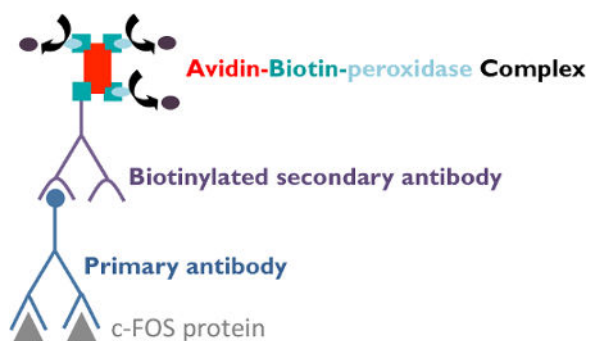 Avidin-Biotin-peroxidase Complex
Biotinylated secondary antibody
Primary antibody
c-FOS protein